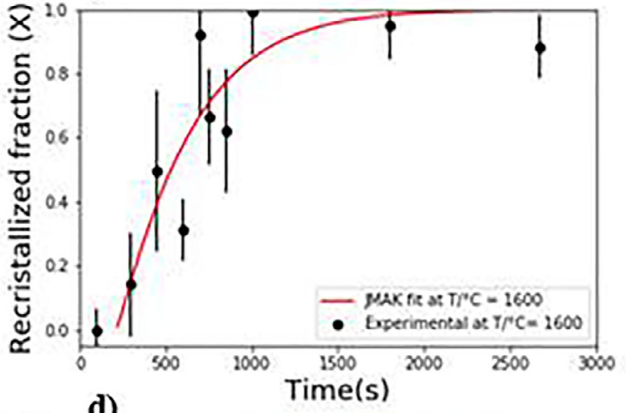 Recristallized fraction (X)
1.0
0.8
0.6
0.4
0.2
0.0
JMAK fit at T/°C = 1600
Experimental at T/°C= 1600
0 500 1000 1500 2000 2500 3000
Time(s)
d)